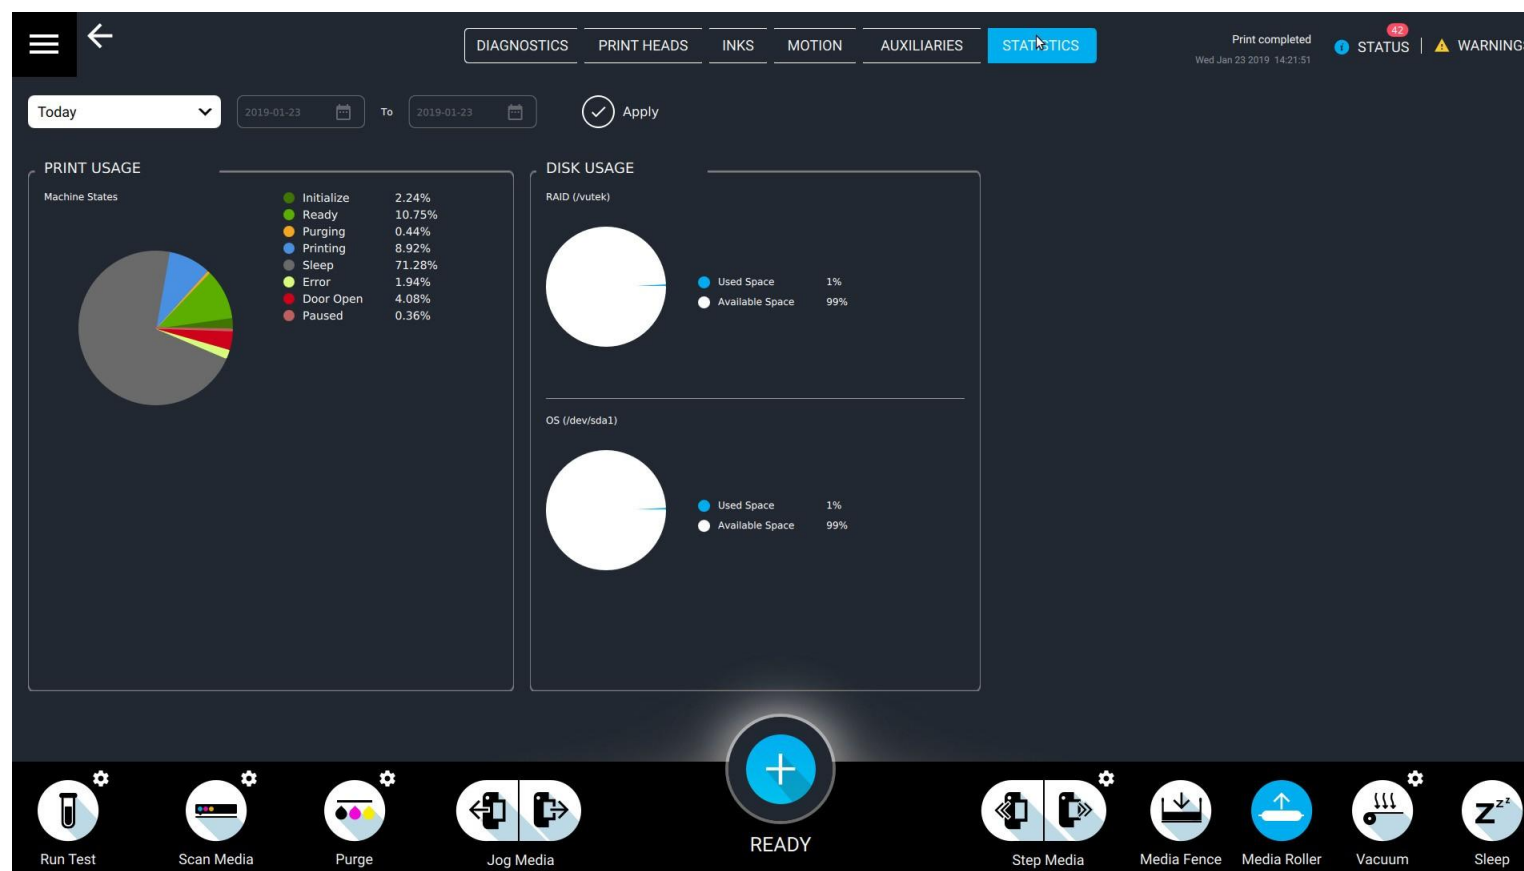 DIAGNOSTICS PRINT HEADS INKS MOTION AUXILIARIES STATISTICS
Print completed
Wed Jan 23 2019 14:21:51
42
STATUS
WARNING
Today
2019-01-23 To 2019-01-23
Apply
PRINT USAGE
Machine States
Initialize 2.24%
Ready 10.75%
Purging 0.44%
Printing 8.92%
Sleep 71.28%
Error 1.94%
Door Open 4.08%
Paused 0.36%
DISK USAGE
RAID (/vutek)
Used Space 1%
Available Space 99%
OS (/dev/sda1)
Used Space 1%
Available Space 99%
Run Test
Scan Media
Purge
Jog Media
READY
Step Media
Media Fence
Media Roller
Vacuum
zzz
Sleep